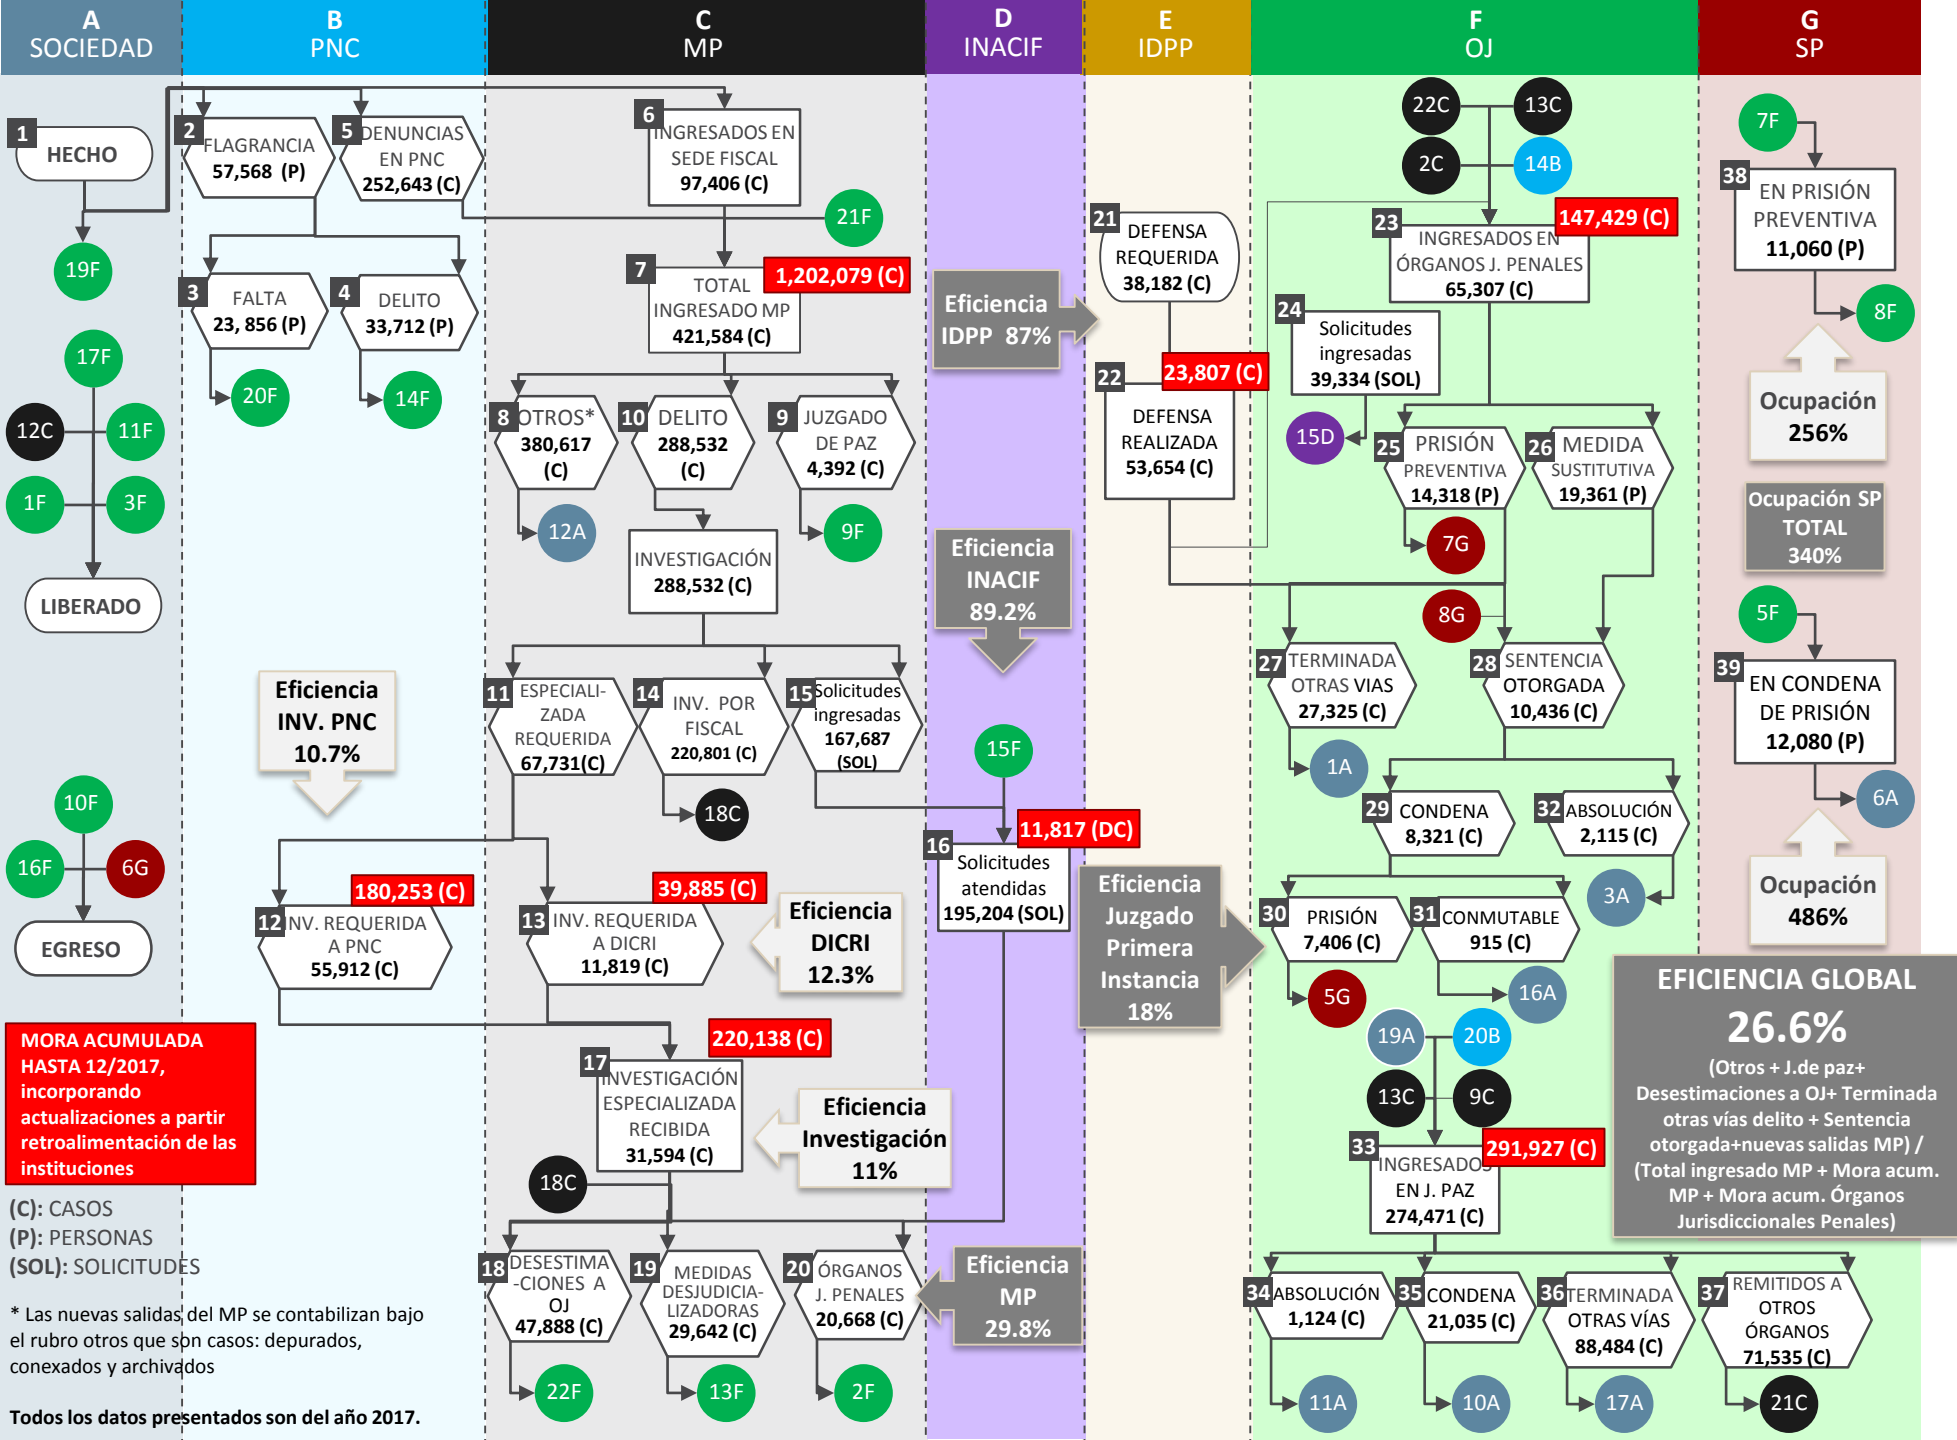 A
SOCIEDAD
B
PNC
C
MP
D
INACIF
E
IDPP
F
OJ
G
SP
1
HECHO
19F
17F
12C
11F
1F
3F
LIBERADO
10F
16F
6G
EGRESO
MORA ACUMULADA
HASTA 12/2017,
incorporando
actualizaciones a partir
retroalimentación de las
instituciones
(C): CASOS
(P): PERSONAS
(SOL): SOLICITUDES
* Las nuevas salidas del MP se contabilizan bajo
el rubro otros que son casos: depurados,
conexados y archivados
Todos los datos presentados son del año 2017.
2
FLAGRANCIA
57,568 (P)
5
DENUNCIAS
EN PNC
252,643 (C)
3
FALTA
23, 856 (P)
4
DELITO
33,712 (P)
20F
14F
Eficiencia
INV. PNC
10.7%
180,253 (C)
12
INV. REQUERIDA
A PNC
55,912 (C)
6
INGRESADOS EN
SEDE FISCAL
97,406 (C)
21F
7
1,202,079 (C)
TOTAL
INGRESADO MP
421,584 (C)
8
OTROS*
380,617
(C)
10
DELITO
288,532
(C)
9
JUZGADO
DE PAZ
4,392 (C)
12A
9F
INVESTIGACIÓN
288,532 (C)
11
ESPECIALI-
ZADA
REQUERIDA
67,731(C)
14
INV. POR
FISCAL
220,801 (C)
15
Solicitudes
ingresadas
167,687
(SOL)
18C
39,885 (C)
13
INV. REQUERIDA
A DICRI
11,819 (C)
Eficiencia
DICRI
12.3%
220,138 (C)
17
INVESTIGACIÓN
ESPECIALIZADA
RECIBIDA
31,594 (C)
Eficiencia
Investigación
11%
18C
18
DESESTIMA
-CIONES A
OJ
47,888 (C)
19
MEDIDAS
DESJUDICIA-
LIZADORAS
29,642 (C)
20
ÓRGANOS
J. PENALES
20,668 (C)
22F
13F
2F
Eficiencia
MP
29.8%
Eficiencia
IDPP 87%
Eficiencia
INACIF
89.2%
15F
11,817 (DC)
16
Solicitudes
atendidas
195,204 (SOL)
21
DEFENSA
REQUERIDA
38,182 (C)
23,807 (C)
22
DEFENSA
REALIZADA
53,654 (C)
Eficiencia
Juzgado
Primera
Instancia
18%
22C
13C
2C
14B
147,429 (C)
23
INGRESADOS EN
ÓRGANOS J. PENALES
65,307 (C)
24
Solicitudes
ingresadas
39,334 (SOL)
15D
25
PRISIÓN
PREVENTIVA
14,318 (P)
26
MEDIDA
SUSTITUTIVA
19,361 (P)
7G
8G
27
TERMINADA
OTRAS VIAS
27,325 (C)
28
SENTENCIA
OTORGADA
10,436 (C)
1A
29
CONDENA
8,321 (C)
32
ABSOLUCIÓN
2,115 (C)
3A
30
PRISIÓN
7,406 (C)
31
CONMUTABLE
915 (C)
5G
16A
19A
20B
13C
9C
291,927 (C)
33
INGRESADOS
EN J. PAZ
274,471 (C)
34
ABSOLUCIÓN
1,124 (C)
35
CONDENA
21,035 (C)
36
TERMINADA
OTRAS VÍAS
88,484 (C)
37
REMITIDOS A
OTROS
ÓRGANOS
71,535 (C)
11A
10A
17A
21C
7F
38
EN PRISIÓN
PREVENTIVA
11,060 (P)
8F
Ocupación
256%
Ocupación SP
TOTAL
340%
5F
39
EN CONDENA
DE PRISIÓN
12,080 (P)
6A
Ocupación
486%
EFICIENCIA GLOBAL
26.6%
(Otros + J.de paz+
Desestimaciones a OJ+ Terminada
otras vías delito + Sentencia
otorgada+nuevas salidas MP) /
(Total ingresado MP + Mora acum.
MP + Mora acum. Órganos
Jurisdiccionales Penales)